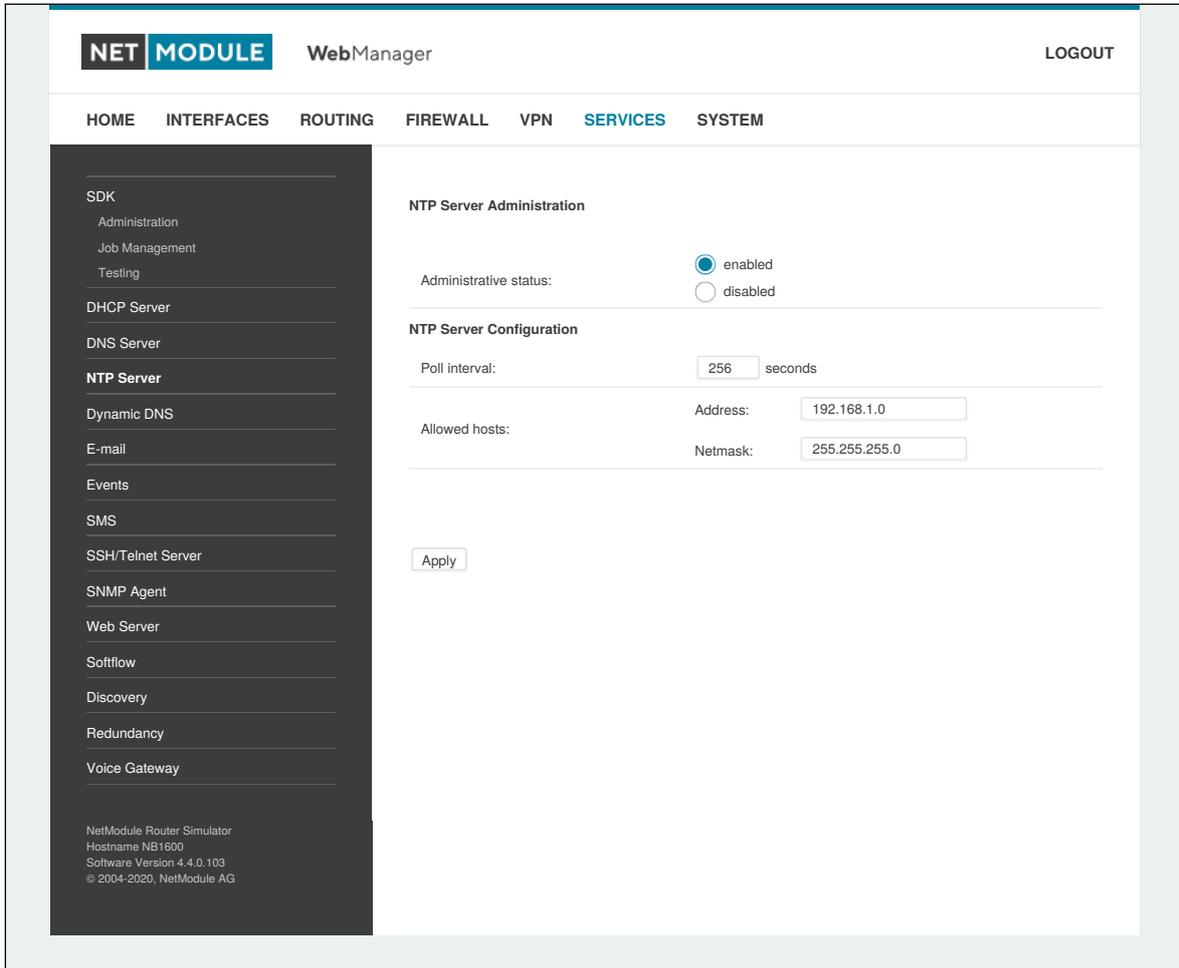 NET MODULE WebManager LOGOUT
HOME INTERFACES ROUTING FIREWALL VPN SERVICES SYSTEM
SDK
Administration
Job Management
Testing
DHCP Server
DNS Server
NTP Server
Dynamic DNS
E-mail
Events
SMS
SSH/Telnet Server
SNMP Agent
Web Server
Softflow
Discovery
Redundancy
Voice Gateway
NetModule Router Simulator
Hostname NB1600
Software Version 4.4.0.103
© 2004-2020, NetModule AG
NTP Server Administration
Administrative status:
enabled
disabled
NTP Server Configuration
Poll interval: 256 seconds
Allowed hosts:
Address: 192.168.1.0
Netmask: 255.255.255.0
Apply